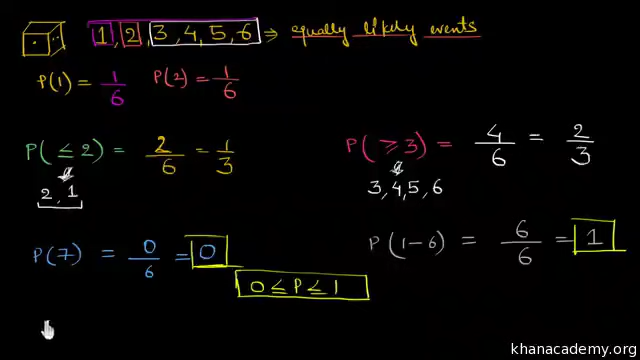 1, 2, 3, 4, 5, 6 ⇒ equally likely events
P(1) = 1/6 P(2) = 1/6
P(≤2) = 2/6 = 1/3
2, 1
P(≥3) = 4/6 = 2/3
3, 4, 5, 6
P(7) = 0/6 = 0
P(1-6) = 6/6 = 1
0 ≤ P ≤ 1
khanacademy.org